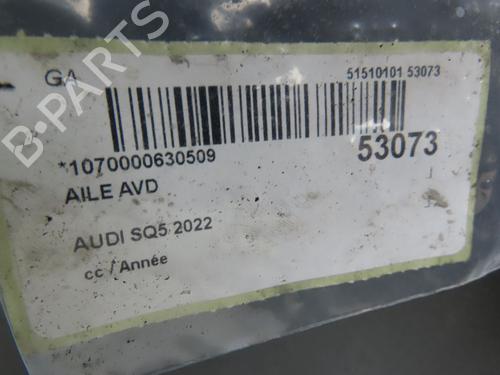 GA
51510101 53073
*1070000630509
53073
AILE AVD
AUDI SQ5 2022
cc / Année
B-PARTS